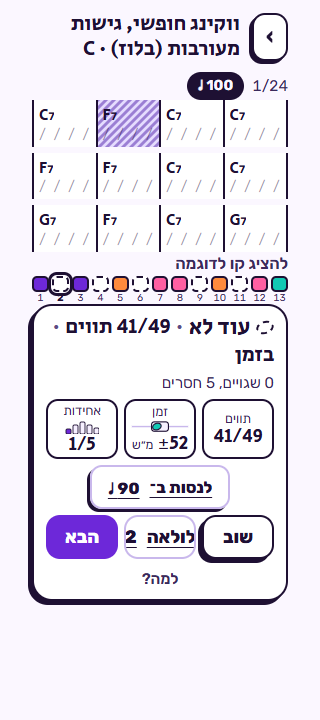 ווקינג חופשי, גישות
מעורבות (בלוז) · C
♩ 100 1/24
C7 F7 C7 C7
/ / / / / / / / / / / / / / / /
F7 F7 C7 C7
/ / / / / / / / / / / / / / / /
G7 F7 C7 G7
/ / / / / / / / / / / / / / / /
להציג קו לדוגמה
1 2 3 4 5 6 7 8 9 10 11 12 13
עוד לא • 41/49 תווים •
בזמן
0 שגויים, 5 חסרים
תווים
41/49
זמן
±52 מ״ש
אחידות
1/5
לנסות ב־ 90 ♩
שוב
לולאה 2
הבא
למה?